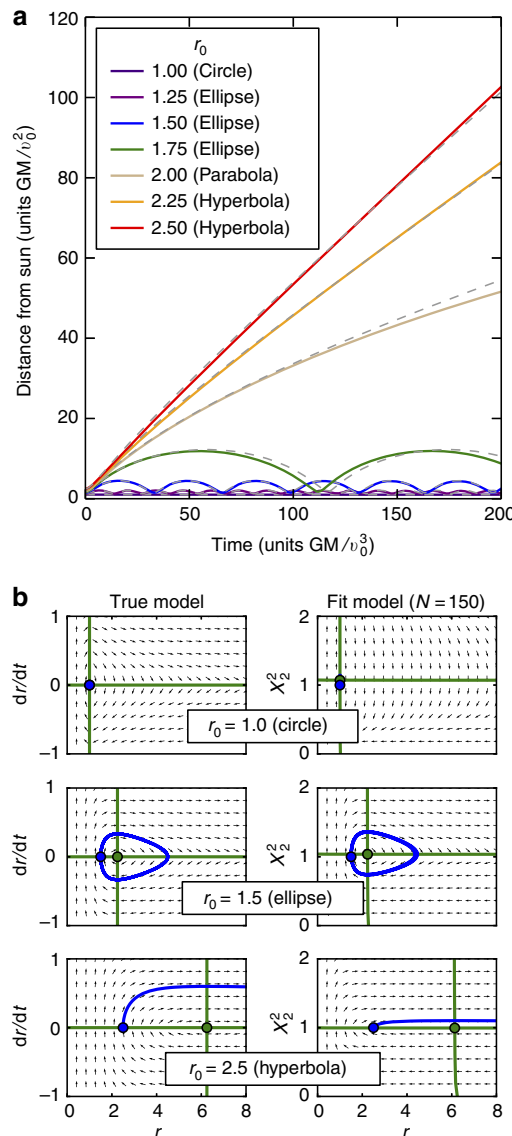 a
120
100
80
60
40
20
0
Distance from sun (units GM/v₀²)
r₀
1.00 (Circle)
1.25 (Ellipse)
1.50 (Ellipse)
1.75 (Ellipse)
2.00 (Parabola)
2.25 (Hyperbola)
2.50 (Hyperbola)
0 50 100 150 200
Time (units GM/v₀³)
b
True model
Fit model (N = 150)
1
0
−1
dr/dt
2
1
0
X₂²
r₀ = 1.0 (circle)
1
0
−1
dr/dt
2
1
0
X₂²
r₀ = 1.5 (ellipse)
1
0
−1
dr/dt
2
1
0
X₂²
r₀ = 2.5 (hyperbola)
0 2 4 6 8
0 2 4 6 8
r
r